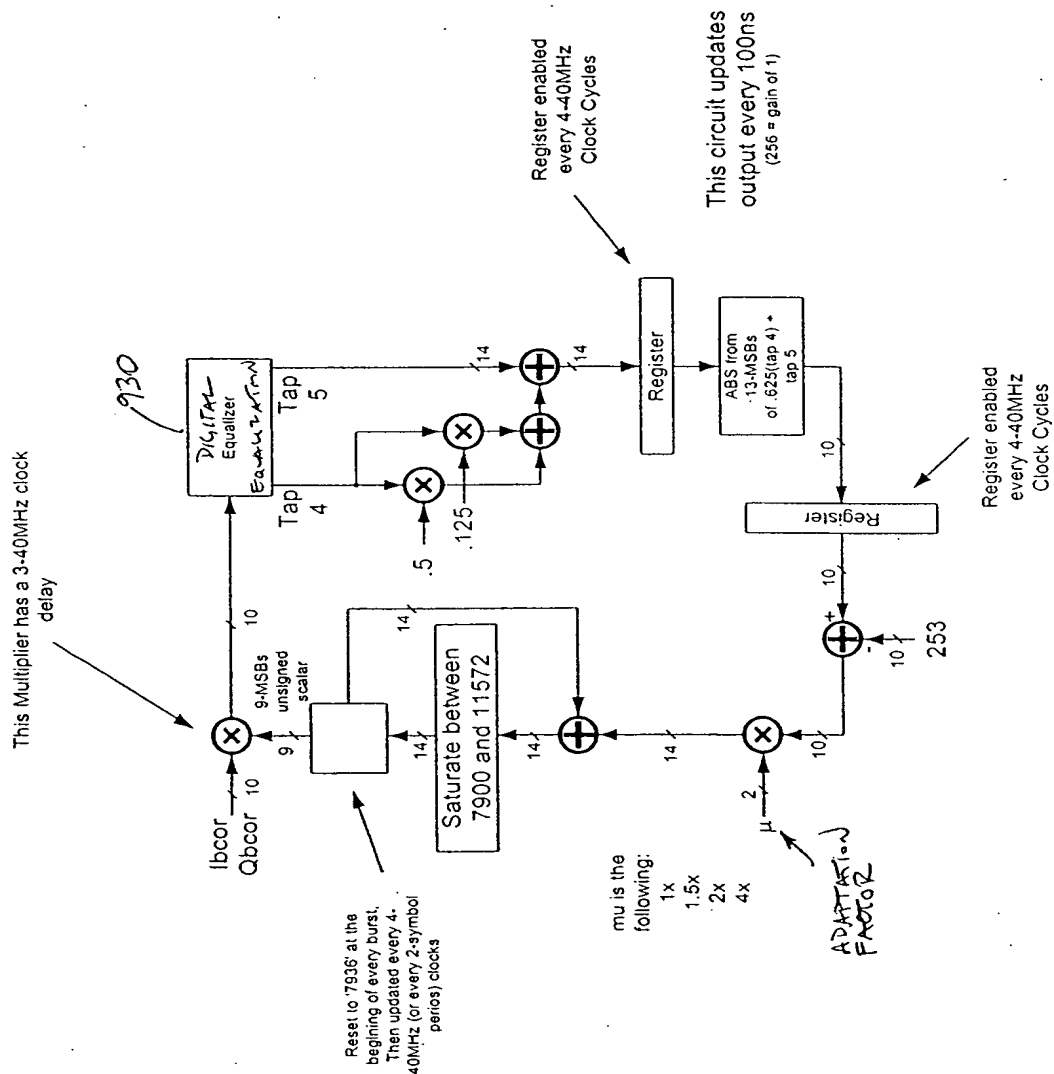 This Multiplier has a 3-40MHz clock
delay
930
DIGITAL
Equalizer
EQUALIZATION
Tap
4
Tap
5
Ibcor
Qbcor
10
10
9-MSBs
unsigned
scalar
9
14
14
.5
.125
14
14
Saturate between
7900 and 11572
14
14
Reset to '7936' at the
begining of every burst,
Then updated every 4-
40MHz (or every 2-symbol
perios) clocks
Register enabled
every 4-40MHz
Clock Cycles
Register
This circuit updates
output every 100ns
(256 = gain of 1)
ABS from
13-MSBs
of .625(tap 4) +
tap 5
10
Register
Register enabled
every 4-40MHz
Clock Cycles
10
+
-
10
253
10
μ
2
ADAPTATION
FACTOR
mu is the
following:
1x
1.5x
2x
4x